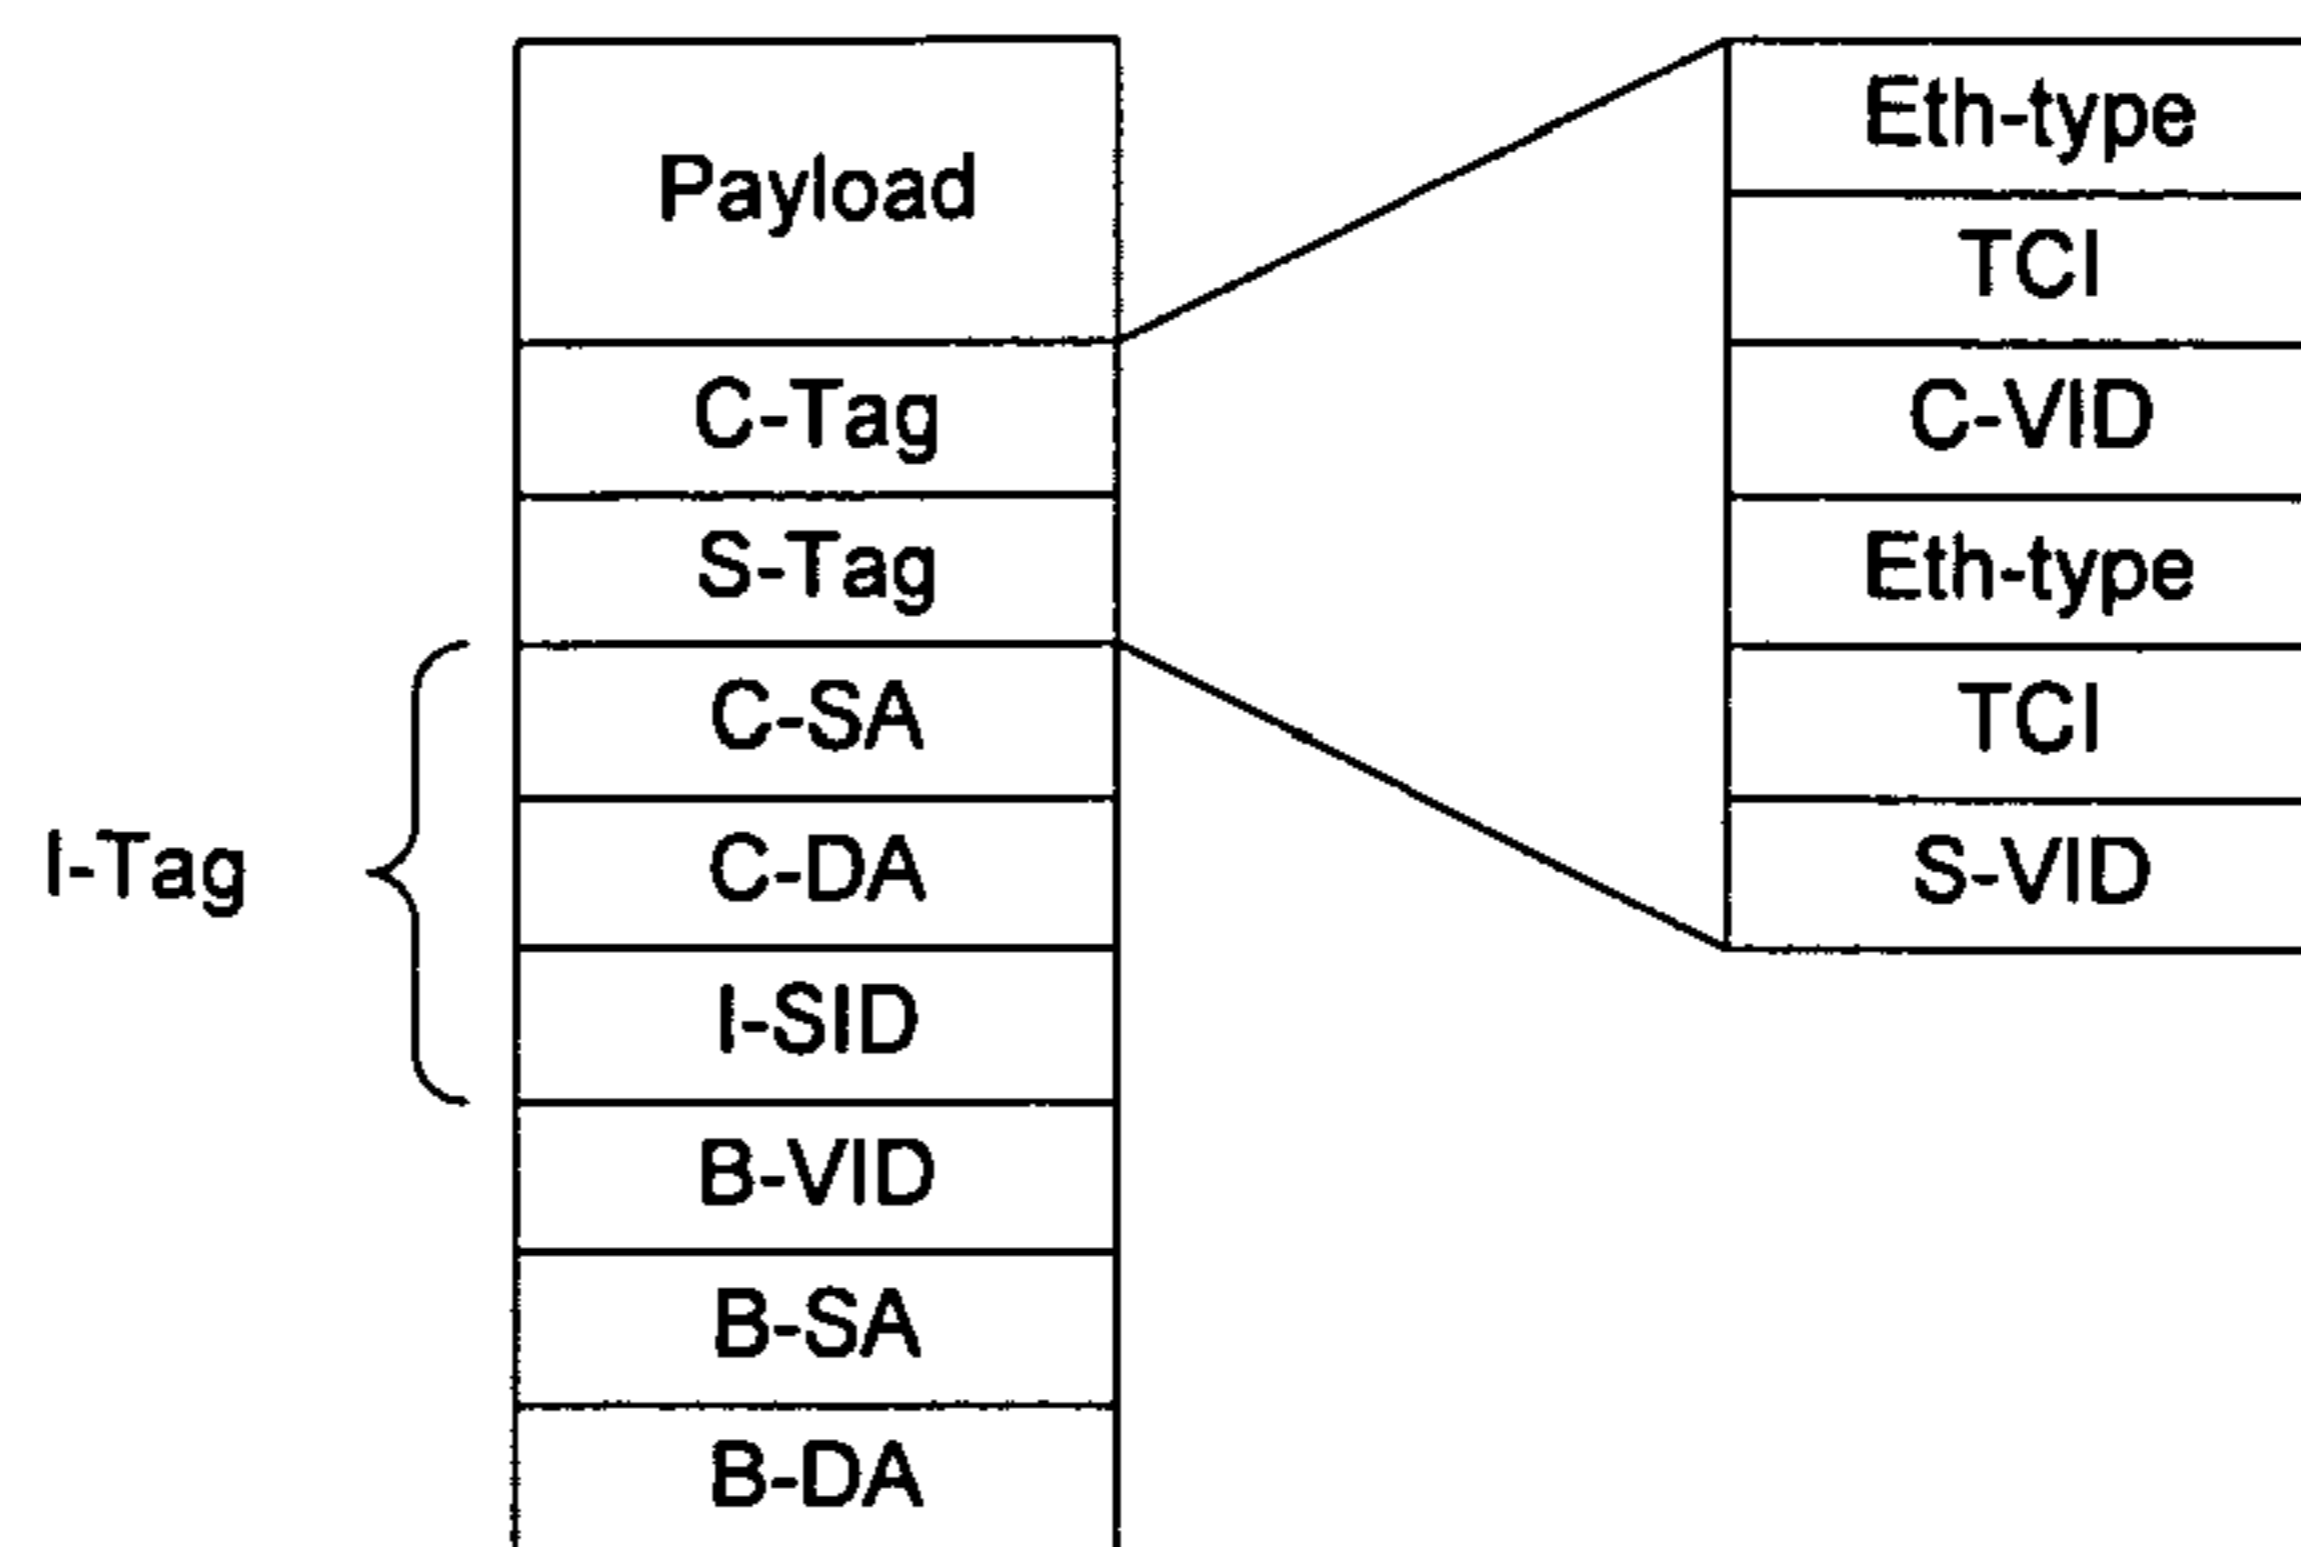 Payload
C-Tag
S-Tag
C-SA
C-DA
I-SID
B-VID
B-SA
B-DA
I-Tag
Eth-type
TCI
C-VID
Eth-type
TCI
S-VID